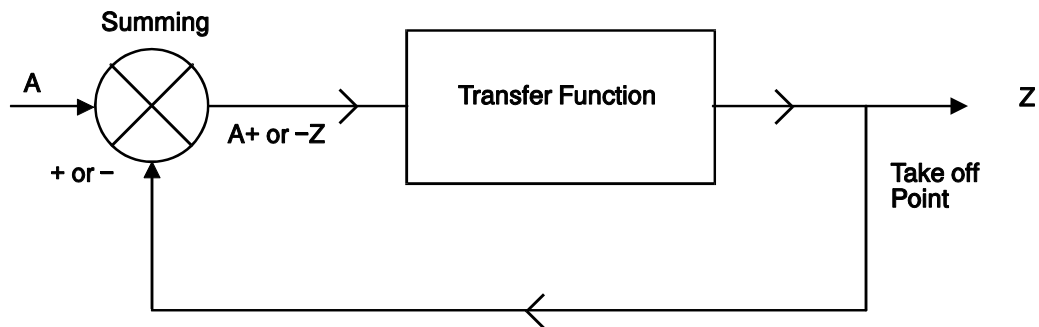 Summing
A
Transfer Function
Z
A+ or −Z
+ or −
Take off
Point